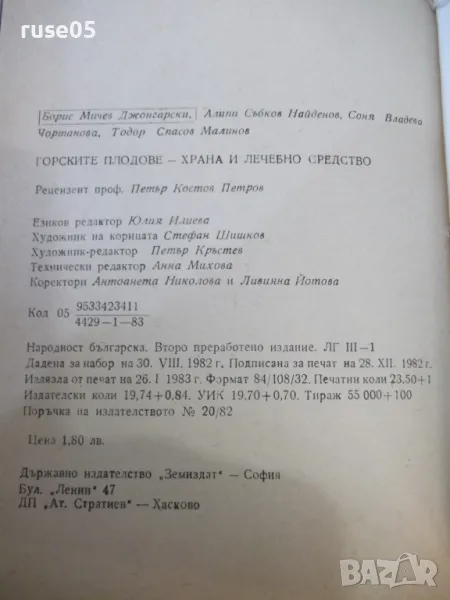 ruse05
Борис Мичев Джонгарски, Алипи Събков Найденов, Соня Владева
Чортанова, Тодор Спасов Малинов
ГОРСКИТЕ ПЛОДОВЕ — ХРАНА И ЛЕЧЕБНО СРЕДСТВО
Рецензент проф. Петър Костов Петров
Езиков редактор Юлия Илиева
Художник на корицата Стефан Шишков
Художник-редактор Петър Кръстев
Технически редактор Анна Михова
Коректори Антоанета Николова и Ливинна Йотова
Код 05 9533423411
4429—1—83
Народност българска. Второ преработено издание. ЛГ III—1
Дадена за набор на 30. VIII. 1982 г. Подписана за печат на 28. XII. 1982 г.
Излязла от печат на 26. I 1983 г. Формат 84/108/32. Печатни коли 23.50+1
Издателски коли 19,74+0,84. УИК 19.70+0,70. Тираж 55 000+100
Поръчка на издателството № 20/82
Цена 1,80 лв.
Държавно издателство „Земиздат" — София
Бул. „Ленин" 47
ДП „Ат. Стратиев" — Хасково
BAZAR